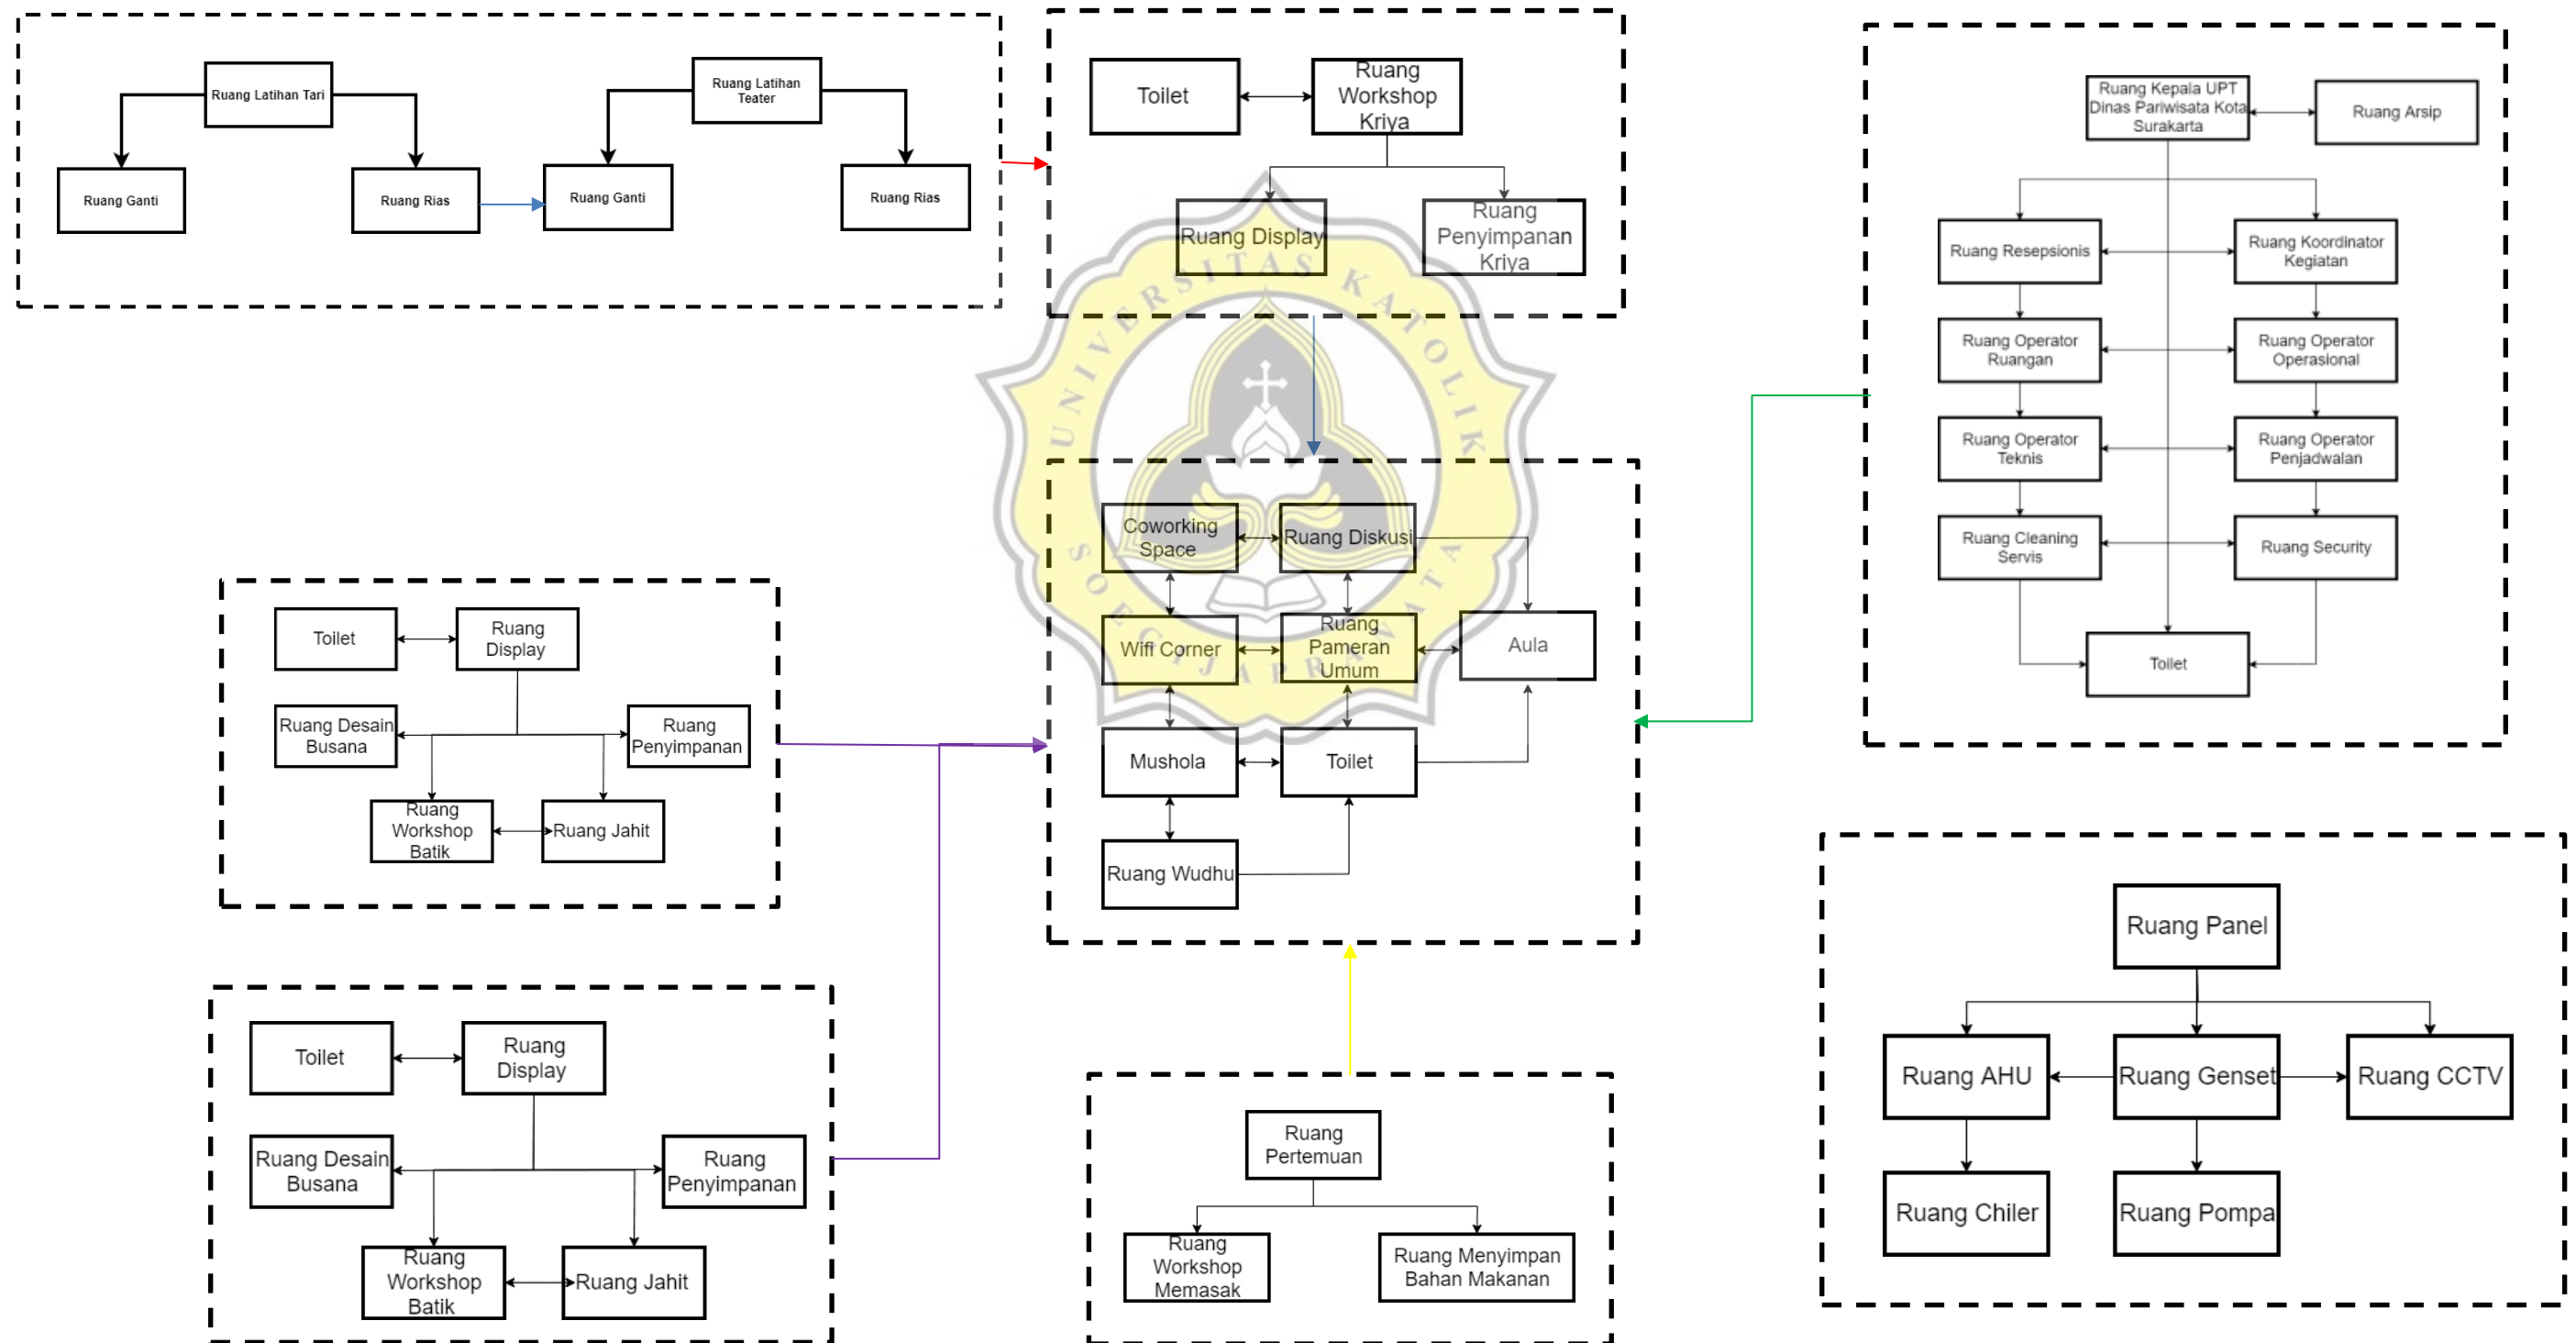 Ruang Latihan Tari
Ruang Ganti
Ruang Rias
Ruang Latihan
Teater
Ruang Ganti
Ruang Rias
Toilet
Ruang
Workshop
Kriya
Ruang Display
Ruang
Penyimpanan
Kriya
Ruang Kepala UPT
Dinas Pariwisata Kota
Surakarta
Ruang Arsip
Ruang Resepsionis
Ruang Koordinator
Kegiatan
Ruang Operator
Ruangan
Ruang Operator
Operasional
Ruang Operator
Teknis
Ruang Operator
Penjadwalan
Ruang Cleaning
Servis
Ruang Security
Toilet
UNIVERSITAS KATOLIK
SOEGIJAPRANATA
Coworking
Space
Ruang Diskusi
Wifi Corner
Ruang
Pameran
Umum
Aula
Mushola
Toilet
Ruang Wudhu
Toilet
Ruang
Display
Ruang Desain
Busana
Ruang
Penyimpanan
Ruang
Workshop
Batik
Ruang Jahit
Toilet
Ruang
Display
Ruang Desain
Busana
Ruang
Penyimpanan
Ruang
Workshop
Batik
Ruang Jahit
Ruang
Pertemuan
Ruang
Workshop
Memasak
Ruang Menyimpan
Bahan Makanan
Ruang Panel
Ruang AHU
Ruang Genset
Ruang CCTV
Ruang Chiler
Ruang Pompa